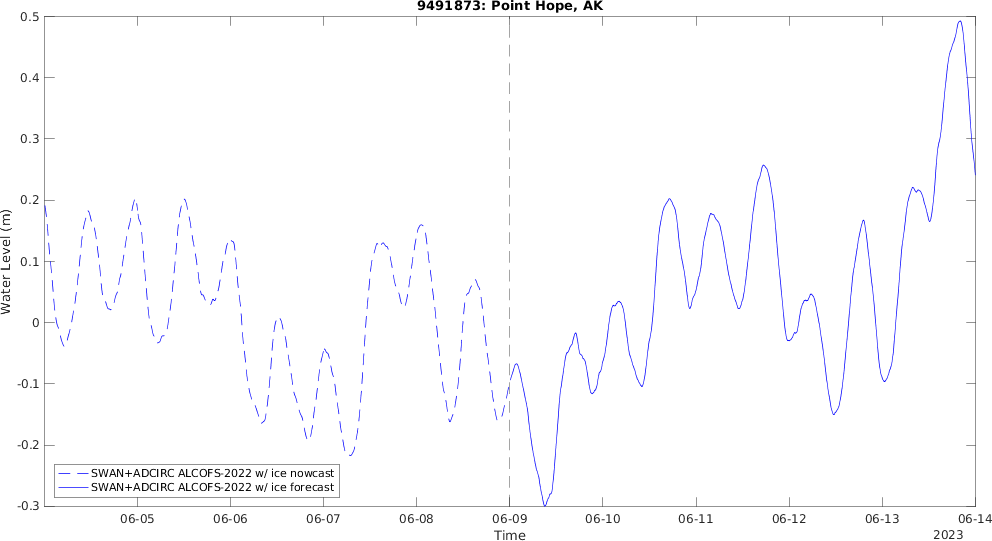 9491873: Point Hope, AK
0.5
0.4
0.3
0.2
0.1
0
-0.1
-0.2
-0.3
Water Level (m)
SWAN+ADCIRC ALCOFS-2022 w/ ice nowcast
SWAN+ADCIRC ALCOFS-2022 w/ ice forecast
06-05 06-06 06-07 06-08 06-09 06-10 06-11 06-12 06-13 06-14
Time
2023